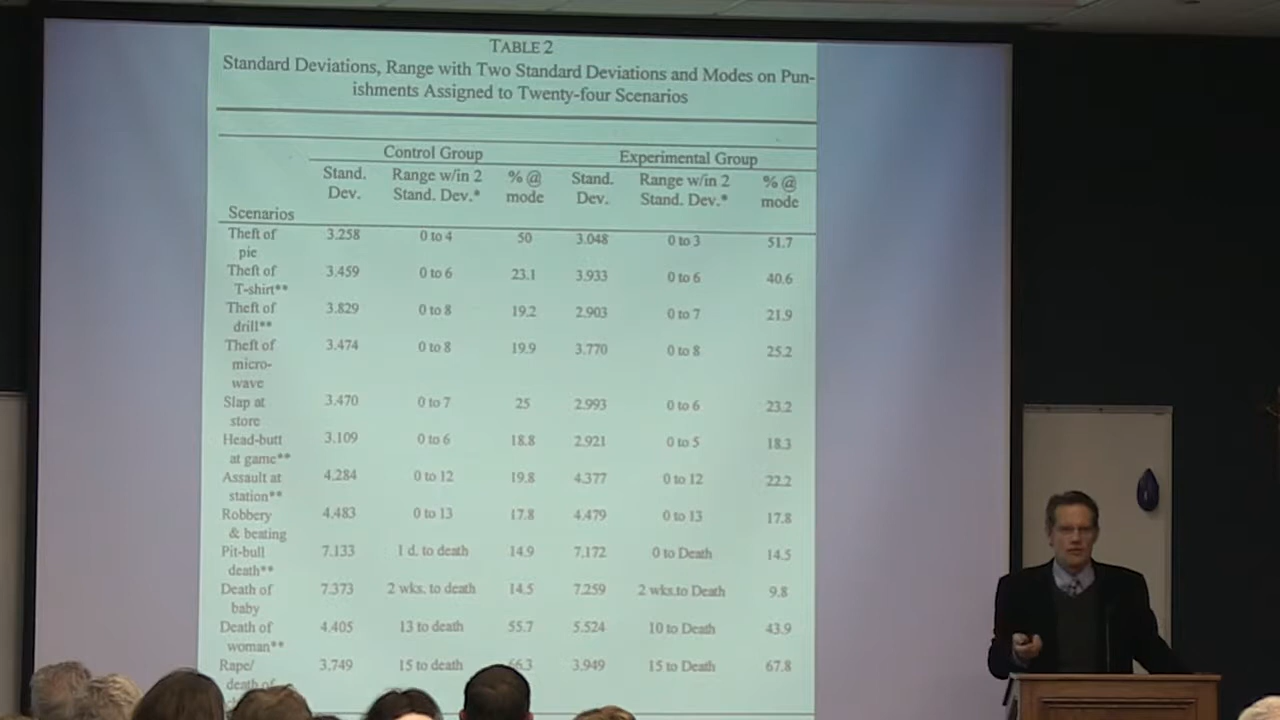 TABLE 2
Standard Deviations, Range with Two Standard Deviations and Modes on Pun-
ishments Assigned to Twenty-four Scenarios
Control Group Experimental Group
Stand. Range w/in 2 % @ Stand. Range w/in 2 % @
Dev. Stand. Dev.* mode Dev. Stand. Dev.* mode
Scenarios
Theft of 3.258 0 to 4 50 3.048 0 to 3 51.7
pie
Theft of 3.459 0 to 6 23.1 3.933 0 to 6 40.6
T-shirt**
Theft of 3.829 0 to 8 19.2 2.903 0 to 7 21.9
drill**
Theft of 3.474 0 to 8 19.9 3.770 0 to 8 25.2
micro-
wave
Slap at 3.470 0 to 7 25 2.993 0 to 6 23.2
store
Head-butt 3.109 0 to 6 18.8 2.921 0 to 5 18.3
at game**
Assault at 4.284 0 to 12 19.8 4.377 0 to 12 22.2
station**
Robbery 4.483 0 to 13 17.8 4.479 0 to 13 17.8
& beating
Pit-bull 7.133 1 d. to death 14.9 7.172 0 to Death 14.5
death**
Death of 7.373 2 wks. to death 14.5 7.259 2 wks.to Death 9.8
baby
Death of 4.405 13 to death 55.7 5.524 10 to Death 43.9
woman**
Rape/ 3.749 15 to death 66.3 3.949 15 to Death 67.8
death of